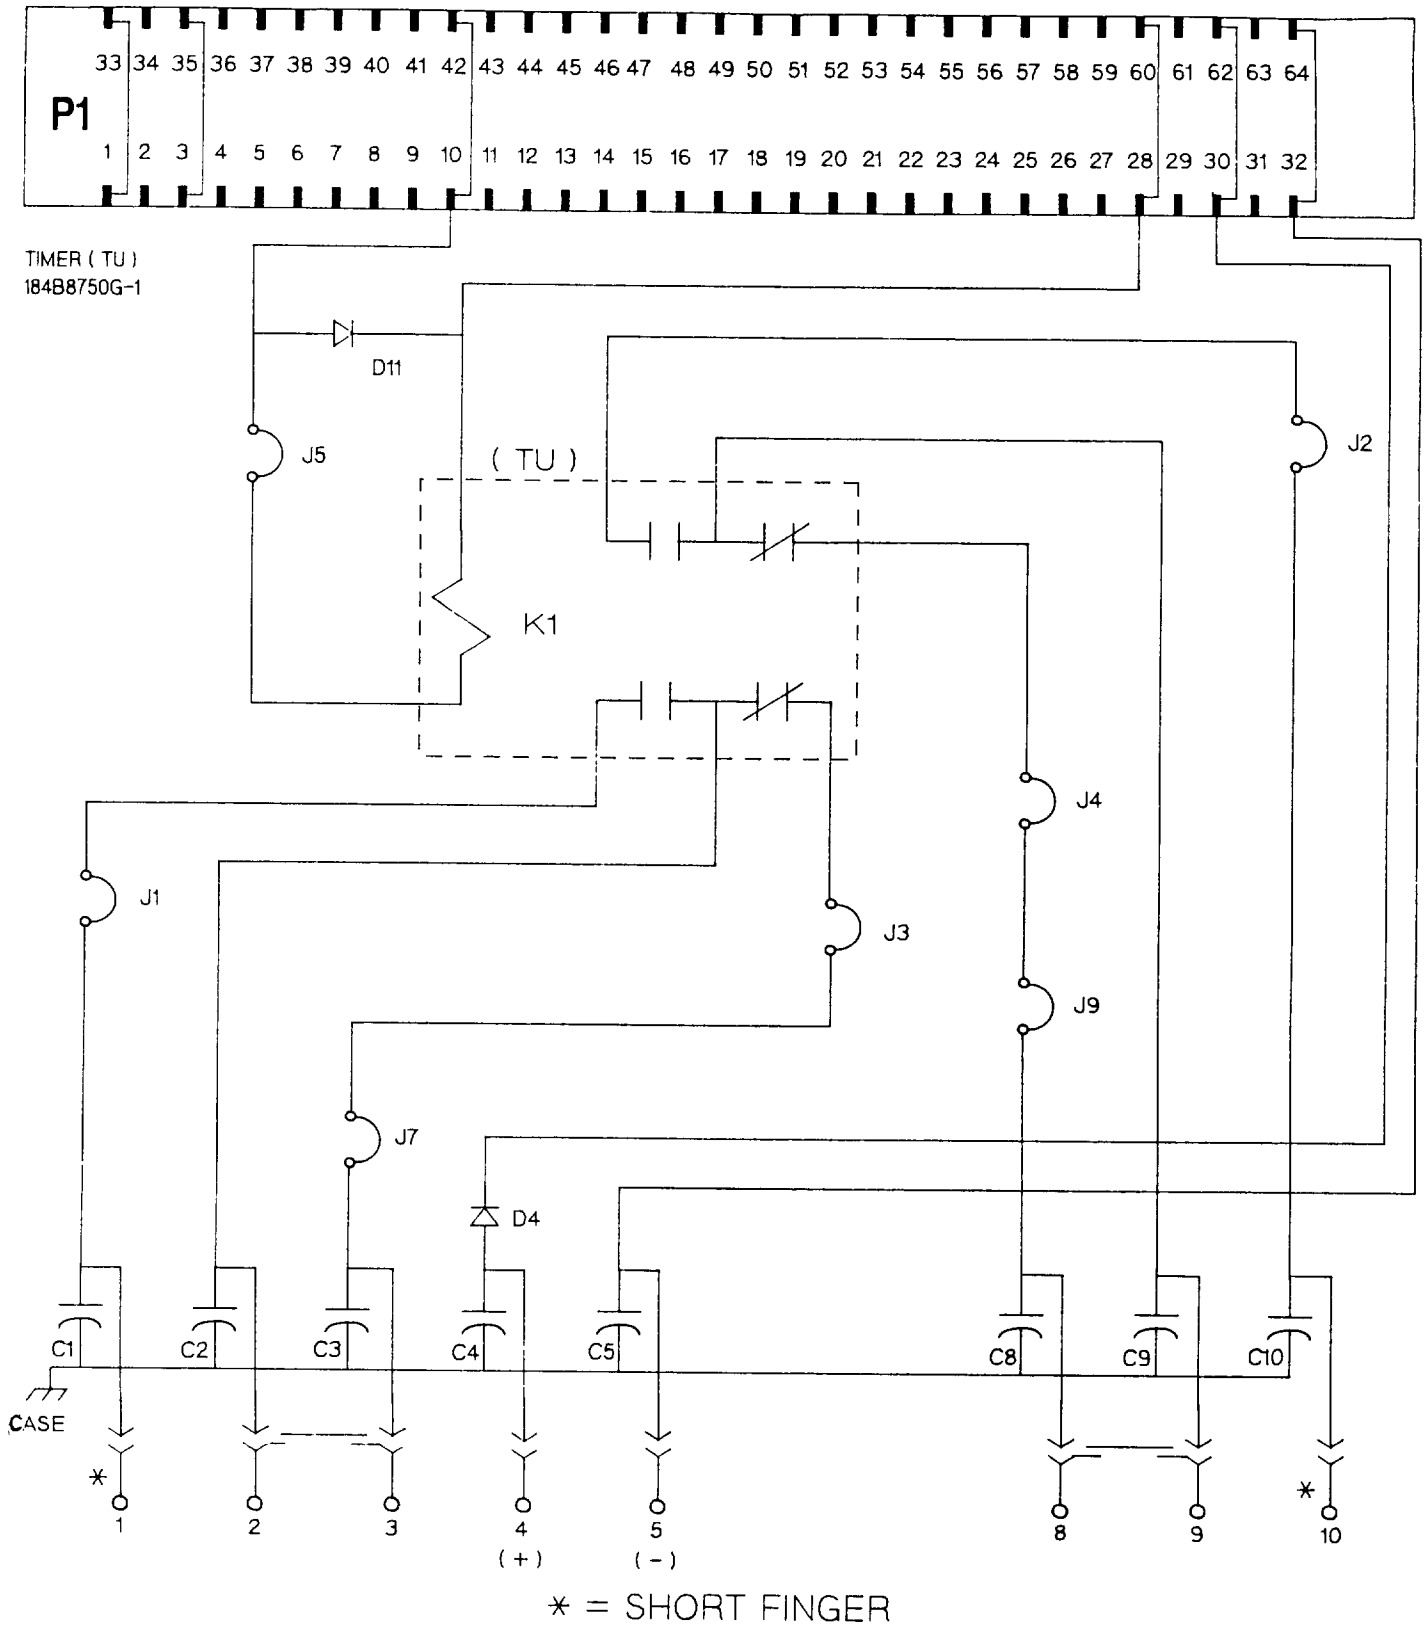 33 34 35 36 37 38 39 40 41 42 43 44 45 46 47 48 49 50 51 52 53 54 55 56 57 58 59 60 61 62 63 64
P1
1 2 3 4 5 6 7 8 9 10 11 12 13 14 15 16 17 18 19 20 21 22 23 24 25 26 27 28 29 30 31 32
TIMER ( TU )
184B8750G-1
D11
J5
( TU )
J2
K1
J4
J1
J3
J9
J7
D4
C1 C2 C3 C4 C5 C8 C9 C10
CASE
* *
1 2 3 4 5 8 9 10
(+) (-)
* = SHORT FINGER